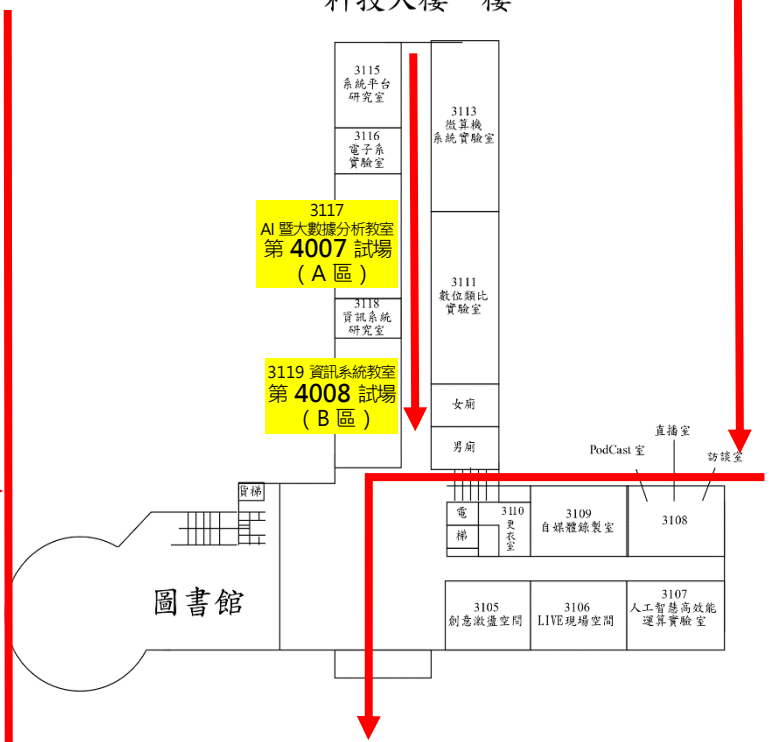 科技大樓一樓
3115
系統平台
研究室
3116
電子系
實驗室
3113
微算機
系統實驗室
3117
AI 暨大數據分析教室
第 4007 試場
( A 區 )
3118
資訊系統
研究室
3111
數位類比
實驗室
3119 資訊系統教室
第 4008 試場
( B 區 )
女廁
男廁
直播室
PodCast 室
訪談室
貨梯
電
梯
3110
更
衣
室
3109
自媒體錄製室
3108
圖書館
3105
創意激盪空間
3106
LIVE現場空間
3107
人工智慧高效能
運算實驗室